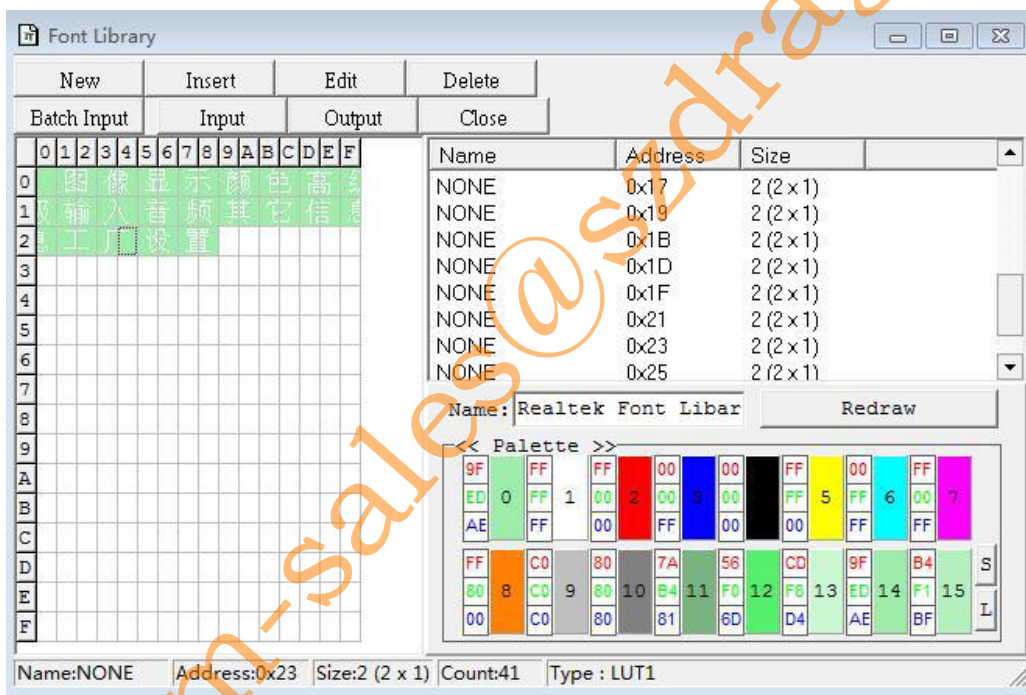 Font Library
New Insert Edit Delete
Batch Input Input Output Close
0 1 2 3 4 5 6 7 8 9 A B C D E F
0 图 像 显 示 颜 色 高 级
1 级 输 入 音 频 其 它 信 息
2 息 工 厂 设 置
3
4
5
6
7
8
9
A
B
C
D
E
F
Name Address Size
NONE 0x17 2 (2 x 1)
NONE 0x19 2 (2 x 1)
NONE 0x1B 2 (2 x 1)
NONE 0x1D 2 (2 x 1)
NONE 0x1F 2 (2 x 1)
NONE 0x21 2 (2 x 1)
NONE 0x23 2 (2 x 1)
NONE 0x25 2 (2 x 1)
Name: Realtek Font Libar Redraw
<< Palette >>
9F FF FF 00 00 FF 00 FF
ED 0 FF 1 00 2 00 3 00 FF 5 FF 6 00 7
AE FF 00 FF 00 00 FF FF
FF C0 80 7A 56 CD 9F B4 S
80 8 C0 9 80 10 B4 11 F0 12 F8 13 ED 14 F1 15
00 C0 80 81 6D D4 AE BF L
Name:NONE Address:0x23 Size:2 (2 x 1) Count:41 Type : LUT1
m-sales@szdra